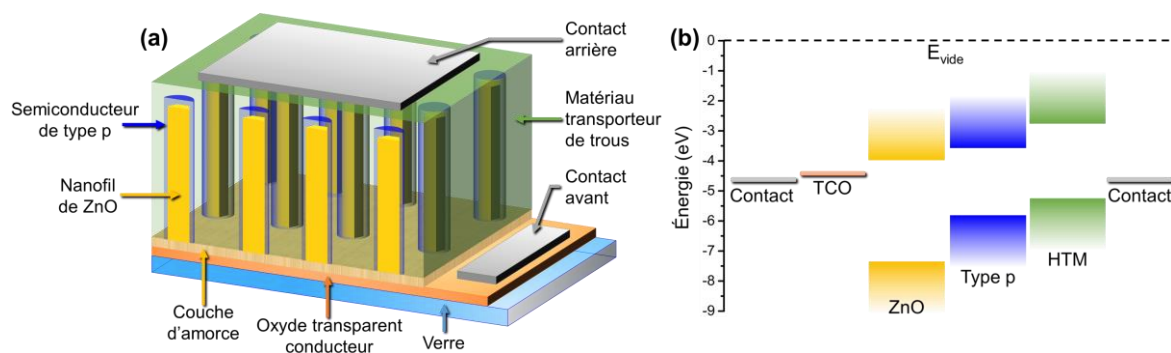 (a)
Contact
arrière
Semiconducteur
de type p
Matériau
transporteur
de trous
Nanofil
de ZnO
Contact
avant
Couche
d'amorce
Oxyde transparent
conducteur
Verre
(b)
Énergie (eV)
0
-1
-2
-3
-4
-5
-6
-7
-8
-9
E_vide
Contact
TCO
ZnO
Type p
HTM
Contact